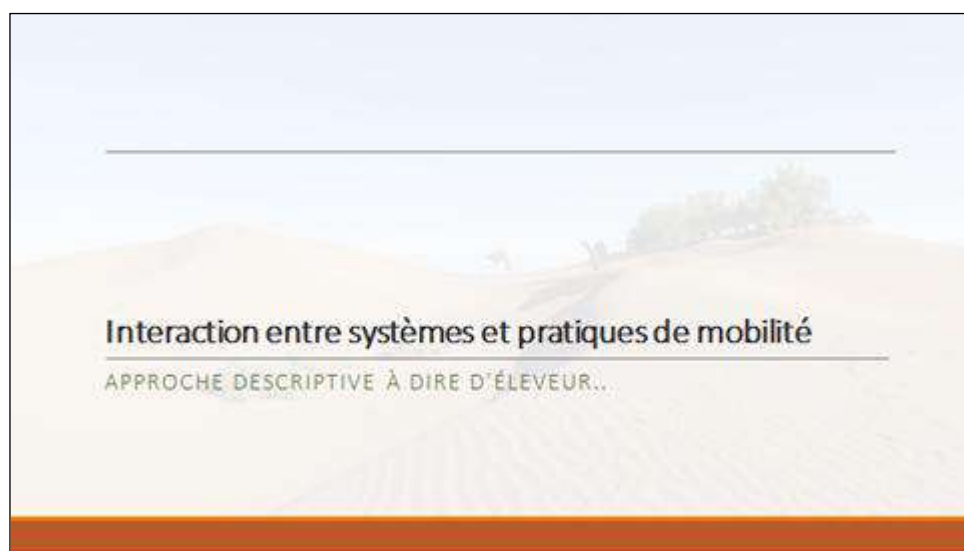 Interaction entre systèmes et pratiques de mobilité
APPROCHE DESCRIPTIVE À DIRE D'ÉLEVEUR..